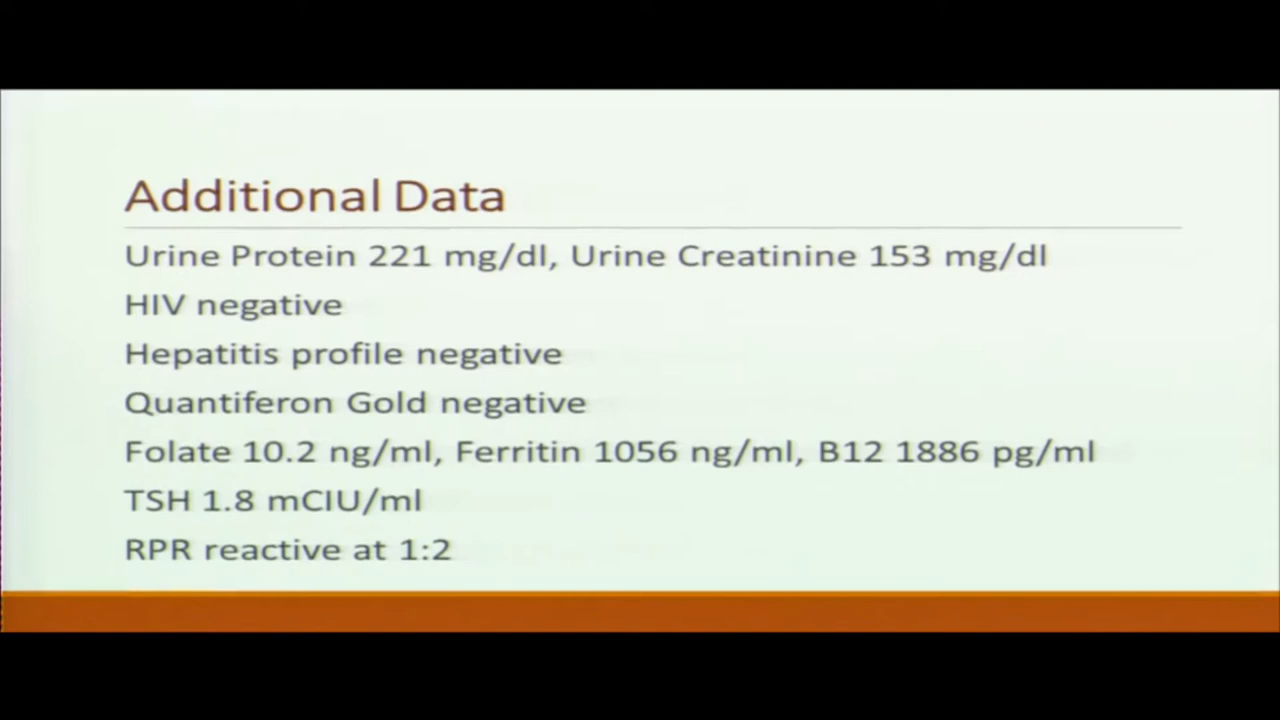 Additional Data
Urine Protein 221 mg/dl, Urine Creatinine 153 mg/dl
HIV negative
Hepatitis profile negative
Quantiferon Gold negative
Folate 10.2 ng/ml, Ferritin 1056 ng/ml, B12 1886 pg/ml
TSH 1.8 mCIU/ml
RPR reactive at 1:2